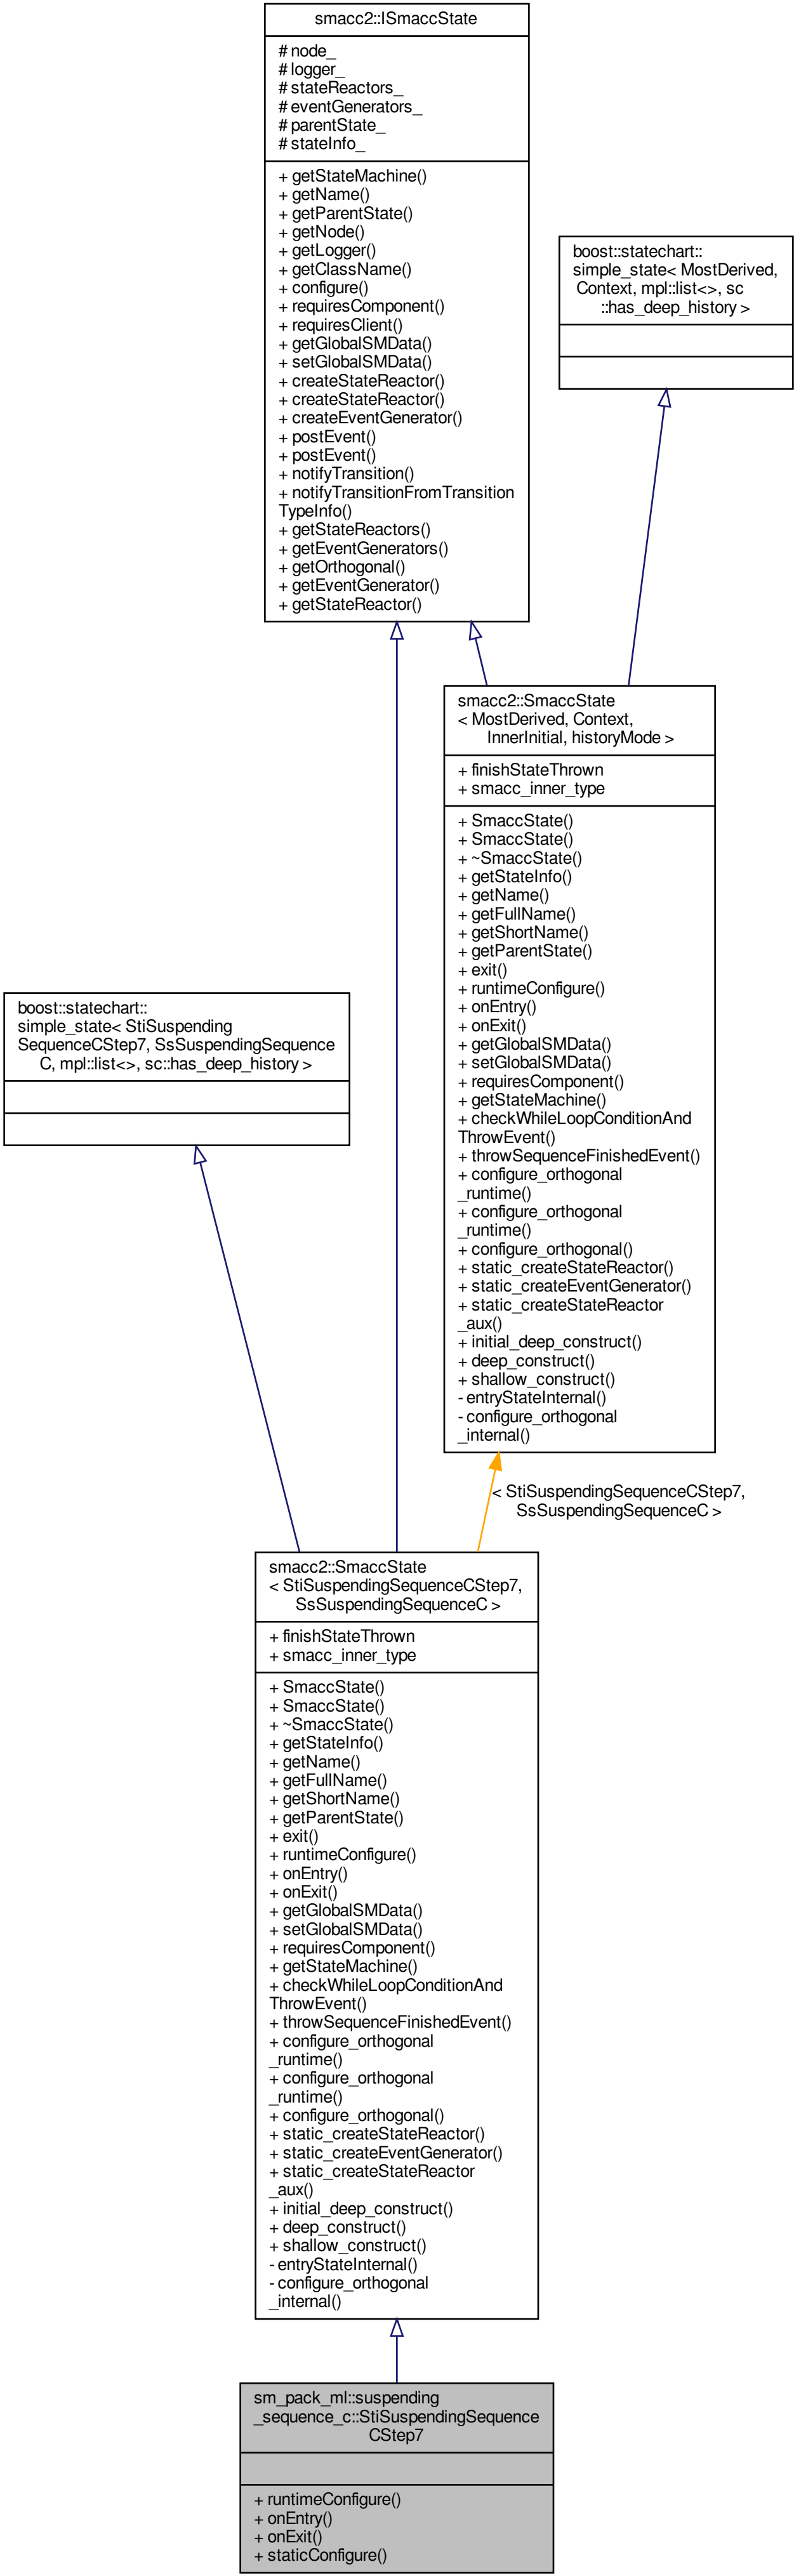 smacc2::ISmaccState
# node_
# logger_
# stateReactors_
# eventGenerators_
# parentState_
# stateInfo_
+ getStateMachine()
+ getName()
+ getParentState()
+ getNode()
+ getLogger()
+ getClassName()
+ configure()
+ requiresComponent()
+ requiresClient()
+ getGlobalSMData()
+ setGlobalSMData()
+ createStateReactor()
+ createStateReactor()
+ createEventGenerator()
+ postEvent()
+ postEvent()
+ notifyTransition()
+ notifyTransitionFromTransition
TypeInfo()
+ getStateReactors()
+ getEventGenerators()
+ getOrthogonal()
+ getEventGenerator()
+ getStateReactor()
boost::statechart::
simple_state< MostDerived,
Context, mpl::list<>, sc
::has_deep_history >
smacc2::SmaccState
< MostDerived, Context,
InnerInitial, historyMode >
+ finishStateThrown
+ smacc_inner_type
+ SmaccState()
+ SmaccState()
+ ~SmaccState()
+ getStateInfo()
+ getName()
+ getFullName()
+ getShortName()
+ getParentState()
+ exit()
+ runtimeConfigure()
+ onEntry()
+ onExit()
+ getGlobalSMData()
+ setGlobalSMData()
+ requiresComponent()
+ getStateMachine()
+ checkWhileLoopConditionAnd
ThrowEvent()
+ throwSequenceFinishedEvent()
+ configure_orthogonal
_runtime()
+ configure_orthogonal
_runtime()
+ configure_orthogonal()
+ static_createStateReactor()
+ static_createEventGenerator()
+ static_createStateReactor
_aux()
+ initial_deep_construct()
+ deep_construct()
+ shallow_construct()
- entryStateInternal()
- configure_orthogonal
_internal()
boost::statechart::
simple_state< StiSuspending
SequenceCStep7, SsSuspendingSequence
C, mpl::list<>, sc::has_deep_history >
< StiSuspendingSequenceCStep7,
SsSuspendingSequenceC >
smacc2::SmaccState
< StiSuspendingSequenceCStep7,
SsSuspendingSequenceC >
+ finishStateThrown
+ smacc_inner_type
+ SmaccState()
+ SmaccState()
+ ~SmaccState()
+ getStateInfo()
+ getName()
+ getFullName()
+ getShortName()
+ getParentState()
+ exit()
+ runtimeConfigure()
+ onEntry()
+ onExit()
+ getGlobalSMData()
+ setGlobalSMData()
+ requiresComponent()
+ getStateMachine()
+ checkWhileLoopConditionAnd
ThrowEvent()
+ throwSequenceFinishedEvent()
+ configure_orthogonal
_runtime()
+ configure_orthogonal
_runtime()
+ configure_orthogonal()
+ static_createStateReactor()
+ static_createEventGenerator()
+ static_createStateReactor
_aux()
+ initial_deep_construct()
+ deep_construct()
+ shallow_construct()
- entryStateInternal()
- configure_orthogonal
_internal()
sm_pack_ml::suspending
_sequence_c::StiSuspendingSequence
CStep7
+ runtimeConfigure()
+ onEntry()
+ onExit()
+ staticConfigure()